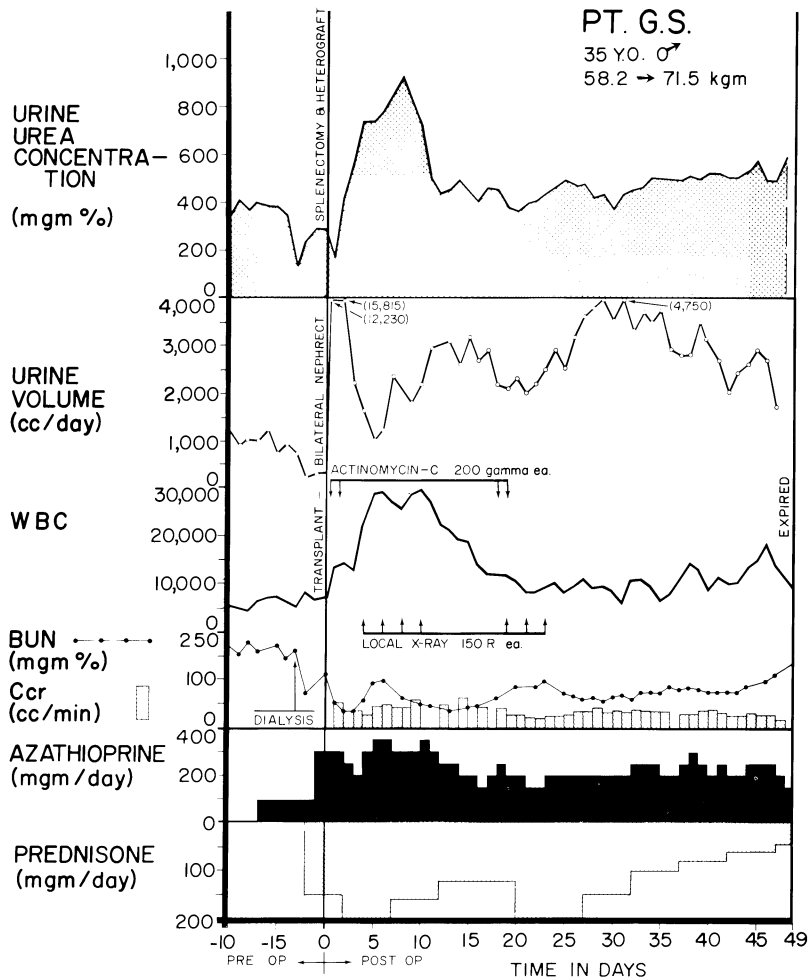 PT. G.S.
35 Y.O. ♂
58.2 → 71.5 kgm
URINE
UREA
CONCENTRA-
TION
(mgm %)
1,000
800
600
400
200
0
SPLENECTOMY & HETEROGRAFT
URINE
VOLUME
(cc/day)
4,000
3,000
2,000
1,000
0
(15,815)
(12,230)
(4,750)
TRANSPLANT - BILATERAL NEPHRECT
ACTINOMYCIN-C 200 gamma ea.
WBC
30,000
20,000
10,000
0
EXPIRED
LOCAL X-RAY 150 R ea.
BUN
(mgm %)
Ccr
(cc/min)
250
100
0
DIALYSIS
AZATHIOPRINE
(mgm/day)
400
200
0
PREDNISONE
(mgm/day)
100
200
-10 -15 0 5 10 15 20 25 30 35 40 45 49
PRE OP POST OP
TIME IN DAYS